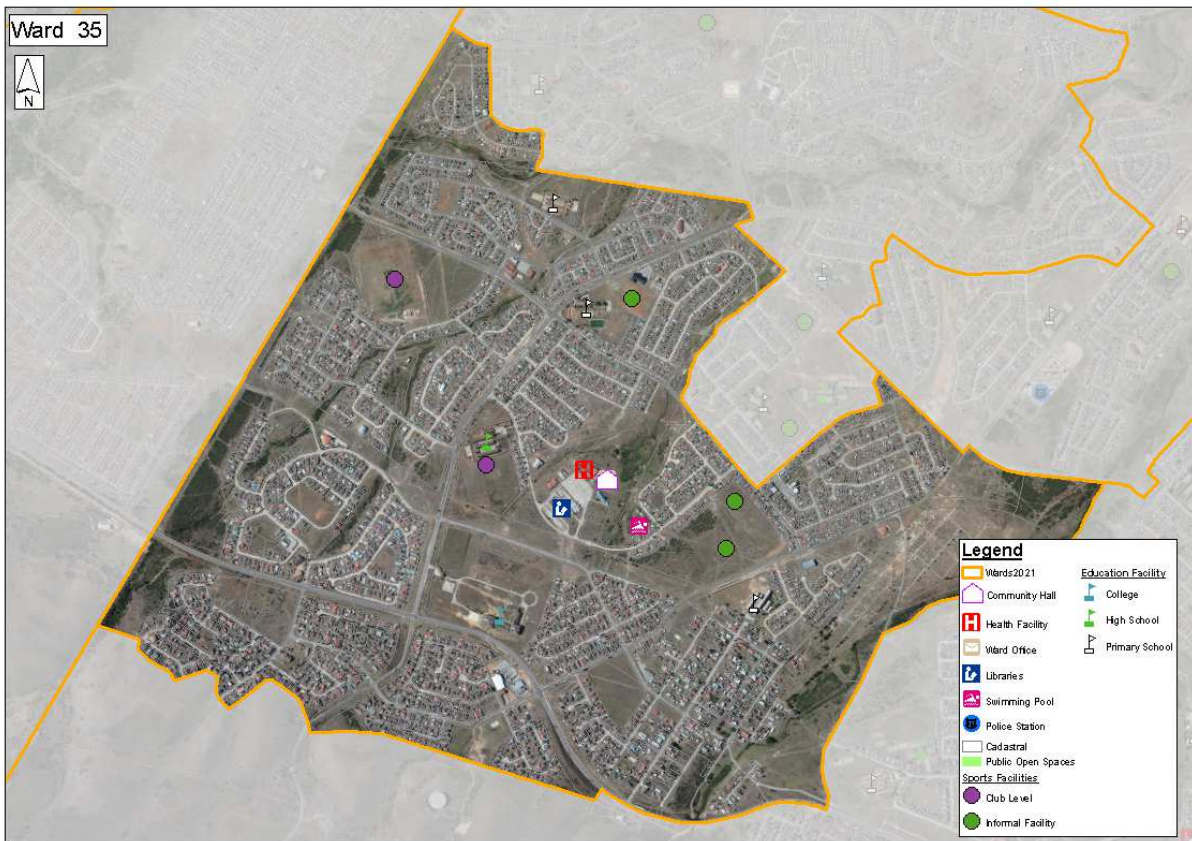 Ward 35
N
Legend
Wards2021
Community Hall
Health Facility
Ward Office
Libraries
Swimming Pool
Police Station
Cadastral
Public Open Spaces
Sports Facilities
Club Level
Informal Facility
Education Facility
College
High School
Primary School
H
H